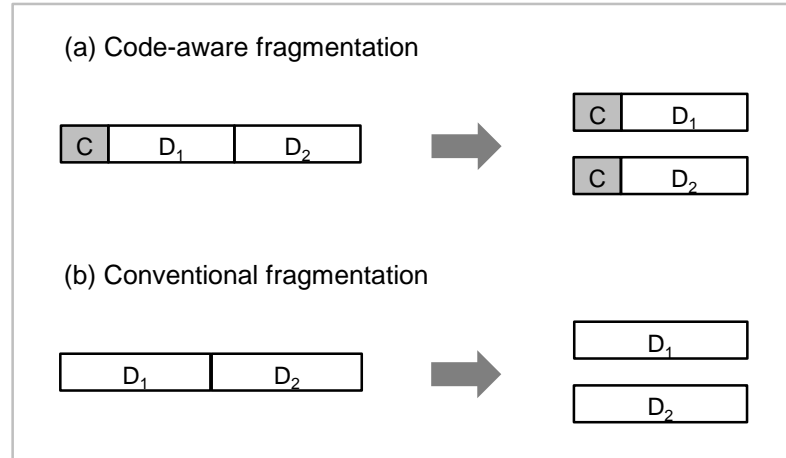 (a) Code-aware fragmentation
C D₁ D₂
C D₁
C D₂
(b) Conventional fragmentation
D₁ D₂
D₁
D₂